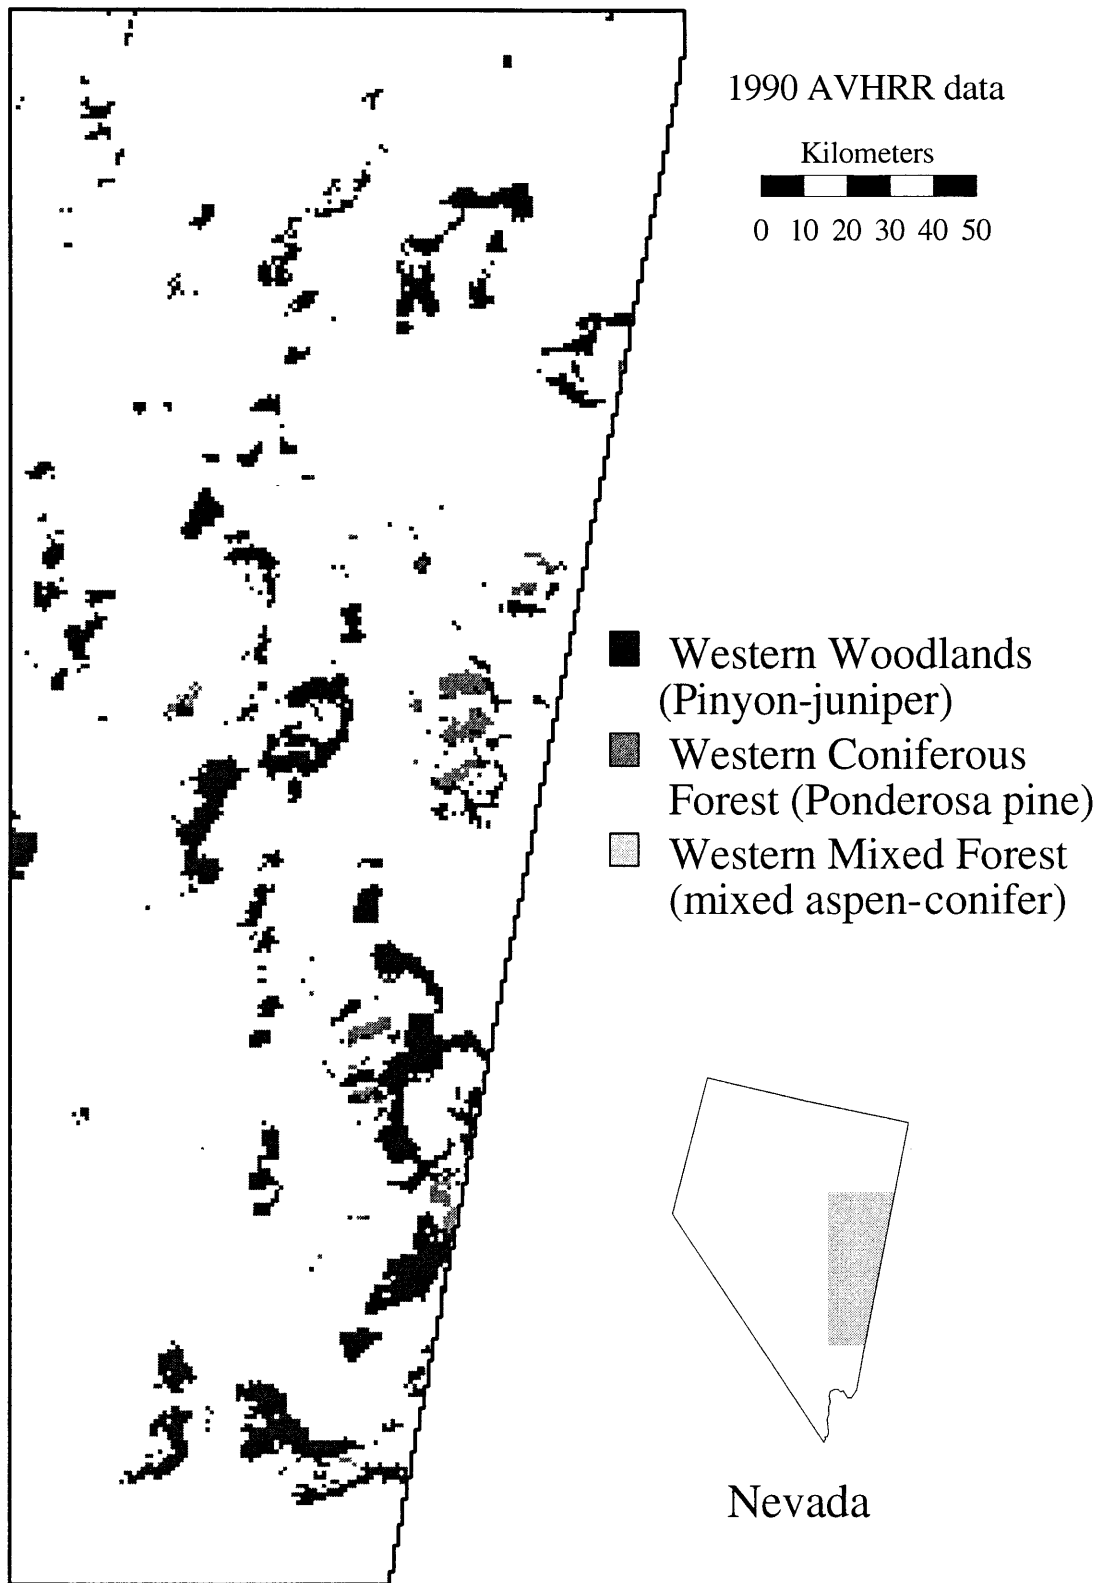 1990 AVHRR data
Kilometers
0 10 20 30 40 50
Western Woodlands
(Pinyon-juniper)
Western Coniferous
Forest (Ponderosa pine)
Western Mixed Forest
(mixed aspen-conifer)
Nevada